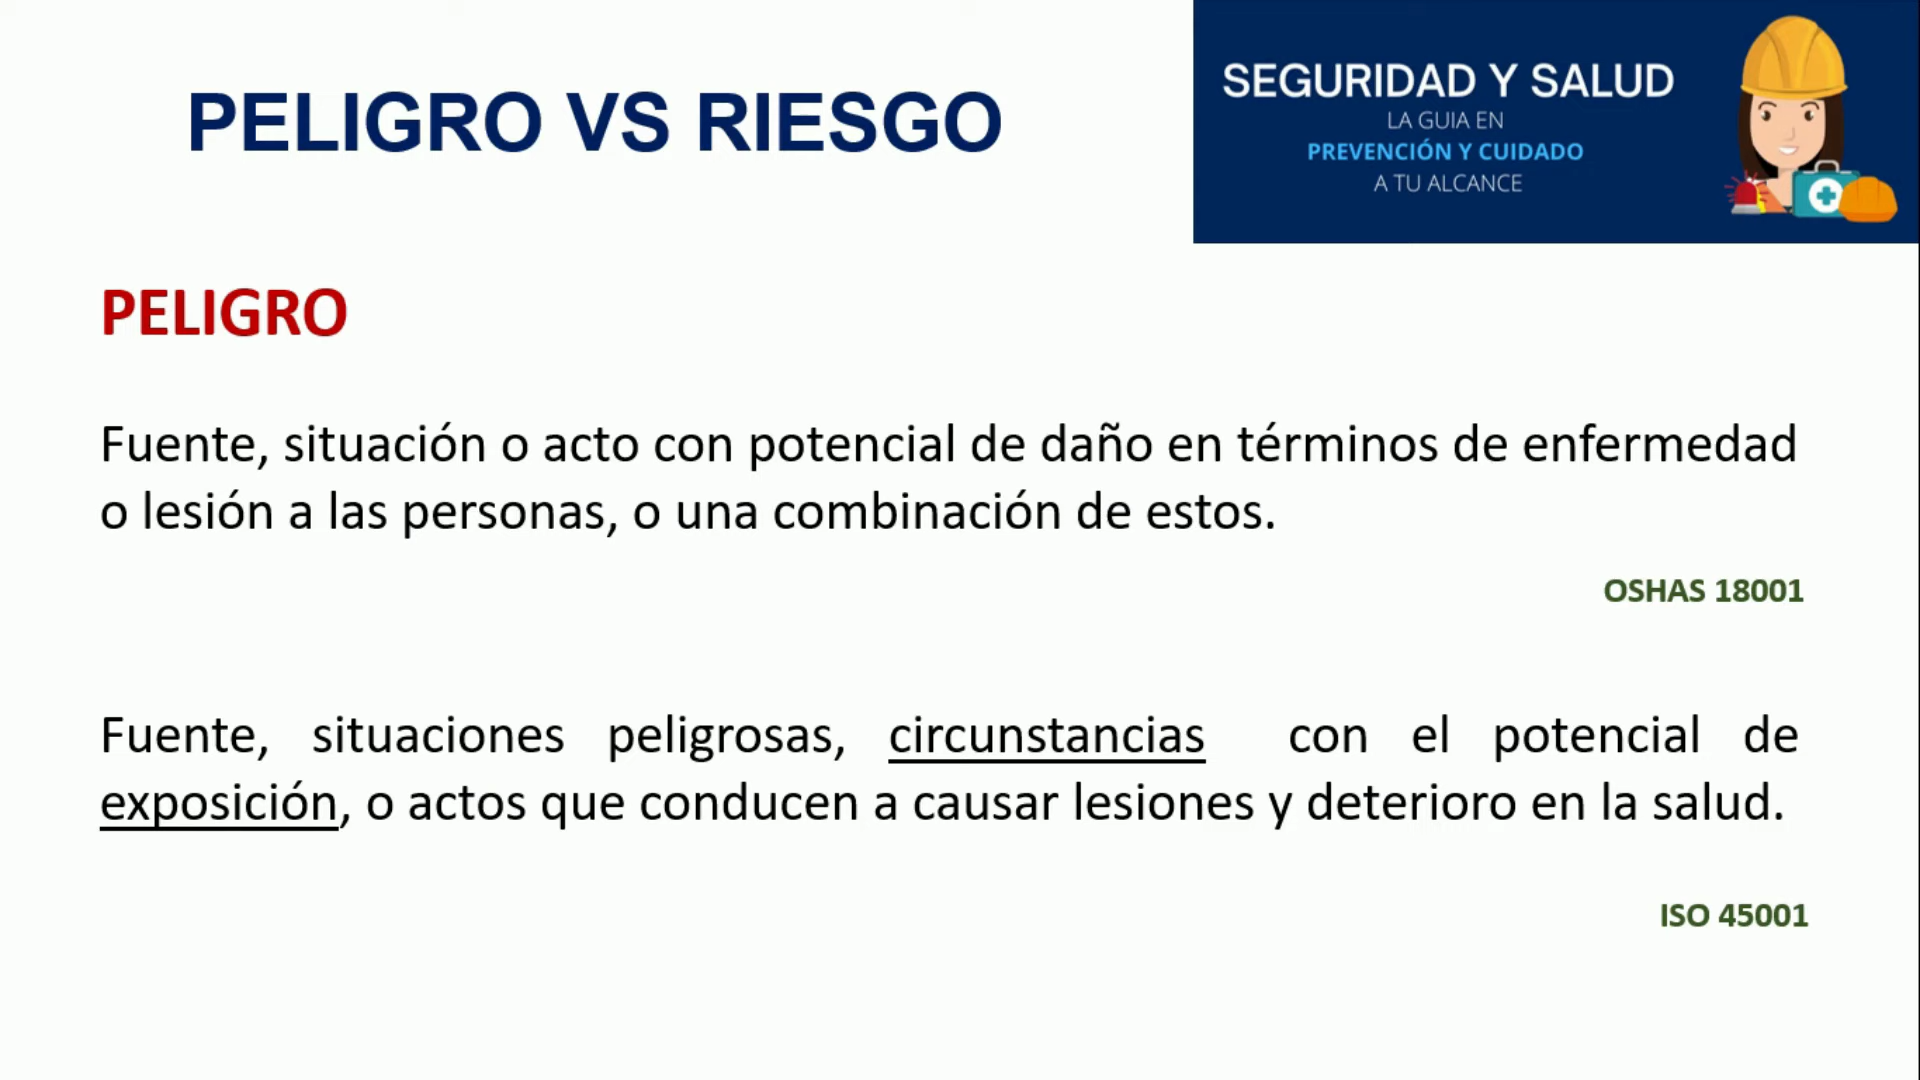 PELIGRO VS RIESGO
SEGURIDAD Y SALUD
LA GUIA EN
PREVENCIÓN Y CUIDADO
A TU ALCANCE
PELIGRO
Fuente, situación o acto con potencial de daño en términos de enfermedad
o lesión a las personas, o una combinación de estos.
OSHAS 18001
Fuente, situaciones peligrosas, circunstancias con el potencial de
exposición, o actos que conducen a causar lesiones y deterioro en la salud.
ISO 45001